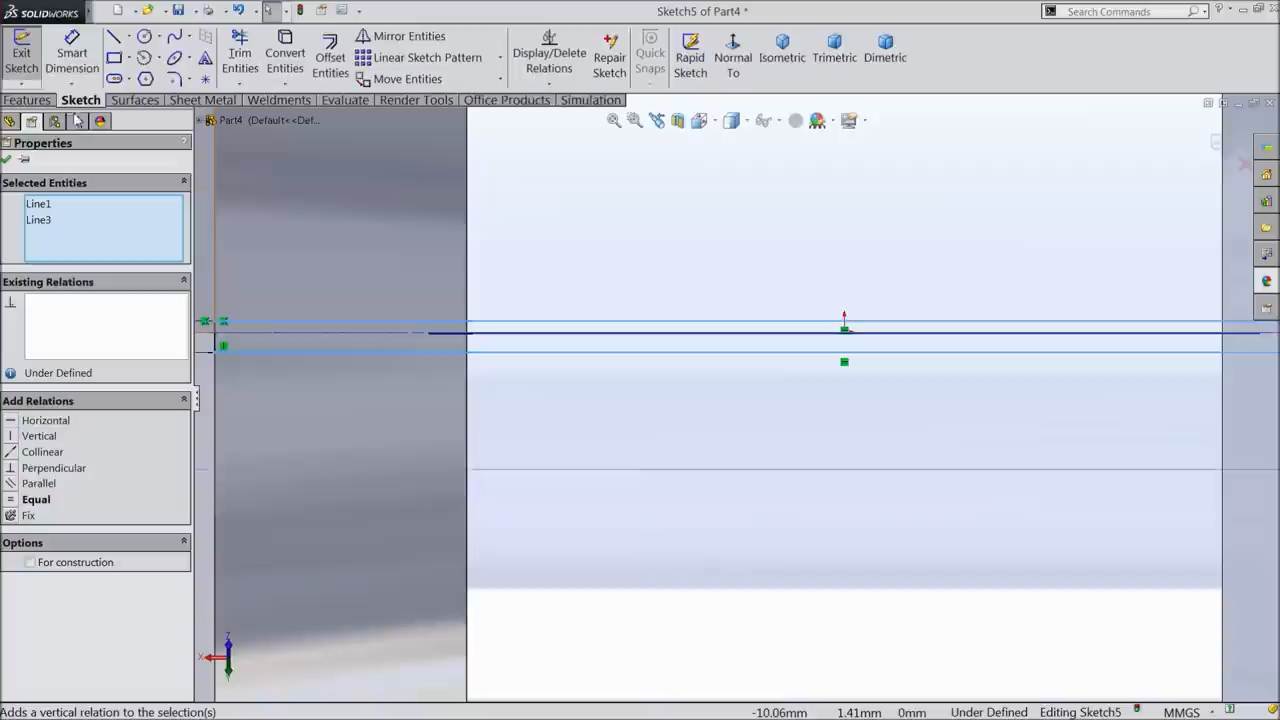 SOLIDWORKS
Sketch5 of Part4 *
Search Commands
?
Exit Sketch
Smart Dimension
Trim Entities
Convert Entities
Offset Entities
Mirror Entities
Linear Sketch Pattern
Move Entities
Display/Delete Relations
Repair Sketch
Quick Snaps
Rapid Sketch
Normal To
Isometric
Trimetric
Dimetric
Features
Sketch
Surfaces
Sheet Metal
Weldments
Evaluate
Render Tools
Office Products
Simulation
Part4 (Default<<Def...
Properties
?
Selected Entities
Line1
Line3
Existing Relations
Under Defined
Add Relations
Horizontal
Vertical
Collinear
Perpendicular
Parallel
Equal
Fix
Options
For construction
Z
X
Adds a vertical relation to the selection(s)
-10.06mm
1.41mm
0mm
Under Defined
Editing Sketch5
MMGS
?